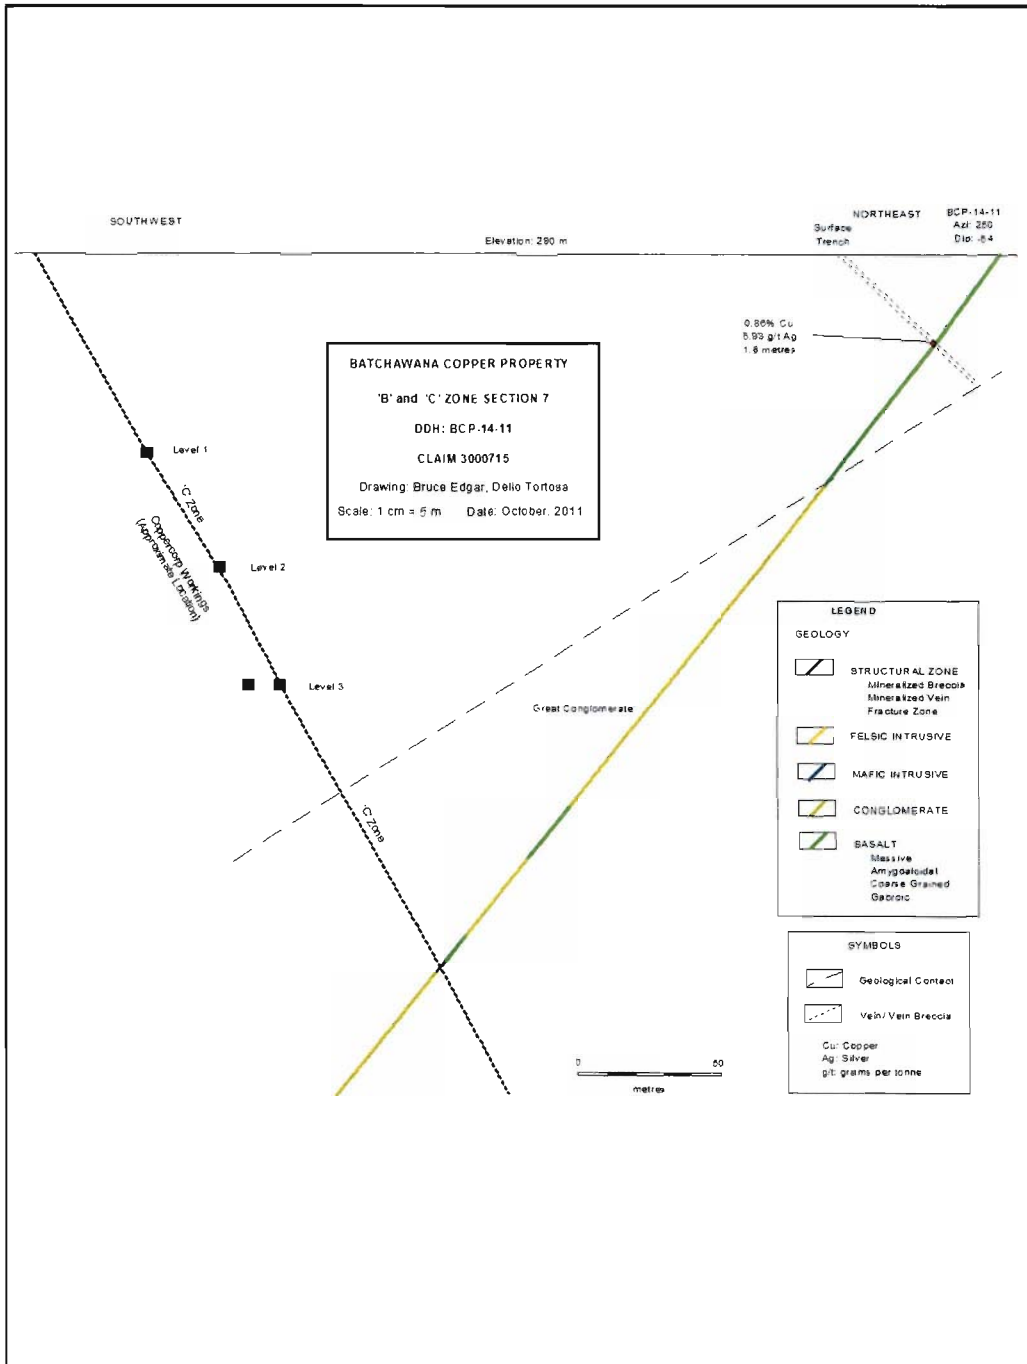 SOUTHWEST
Elevation: 290 m
NORTHEAST
Surface
Trench
BCP-14-11
Azi: 250
Dip: -54
0.86% Cu
5.93 g/t Ag
1.6 metres
BATCHAWANA COPPER PROPERTY
'B' and 'C' ZONE SECTION 7
DDH: BCP-14-11
CLAIM 3000715
Drawing: Bruce Edgar, Delio Tortosa
Scale: 1 cm = 5 m Date: October, 2011
Level 1
'C' Zone
Coppercorp Workings
(Approximate Location)
Level 2
Level 3
Great Conglomerate
'C' Zone
LEGEND
GEOLOGY
STRUCTURAL ZONE
Mineralized Breccia
Mineralized Vein
Fracture Zone
FELSIC INTRUSIVE
MAFIC INTRUSIVE
CONGLOMERATE
BASALT
Massive
Amygdaloidal
Coarse Grained
Gabroic
SYMBOLS
Geological Contact
Vein/Vein Breccia
Cu: Copper
Ag: Silver
g/t: grams per tonne
0
metres